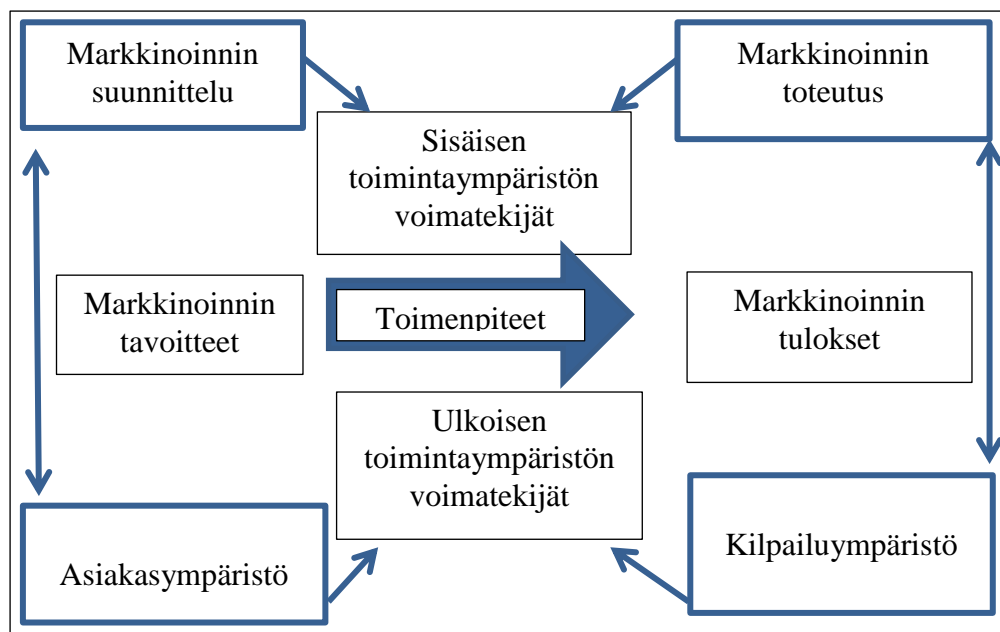 Markkinoinnin
suunnittelu
Markkinoinnin
toteutus
Sisäisen
toimintaympäristön
voimatekijät
Markkinoinnin
tavoitteet
Toimenpiteet
Markkinoinnin
tulokset
Ulkoisen
toimintaympäristön
voimatekijät
Asiakasympäristö
Kilpailuympäristö